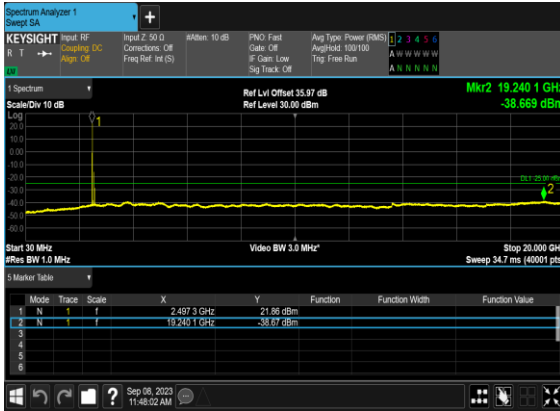 Spectrum Analyzer 1
Swept SA
+
KEYSIGHT Input: RF Input Z: 50 Ω #Atten: 10 dB PNO: Fast Avg Type: Power (RMS) 1 2 3 4 5 6
R T Coupling: DC Corrections: Off Gate: Off Avg|Hold: 100/100 A W W W W W
Align: Off Freq Ref: Int (S) IF Gain: Low Trig: Free Run
Sig Track: Off A N N N N N
1 Spectrum Ref Lvl Offset 35.97 dB Mkr2 19.240 1 GHz
Scale/Div 10 dB Ref Level 30.00 dBm -38.669 dBm
Log
1
20.0
10.0
0.00
-10.0
-20.0
DL1 -25.00 dBm
-30.0
2
-40.0
-50.0
-60.0
Start 30 MHz Video BW 3.0 MHz* Stop 20.000 GH
#Res BW 1.0 MHz Sweep 34.7 ms (40001 pts
5 Marker Table
Mode Trace Scale X Y Function Function Width Function Value
1 N 1 f 2.497 3 GHz 21.86 dBm
2 N 1 f 19.240 1 GHz -38.67 dBm
3
4
5
6
? Sep 08, 2023
11:48:02 AM